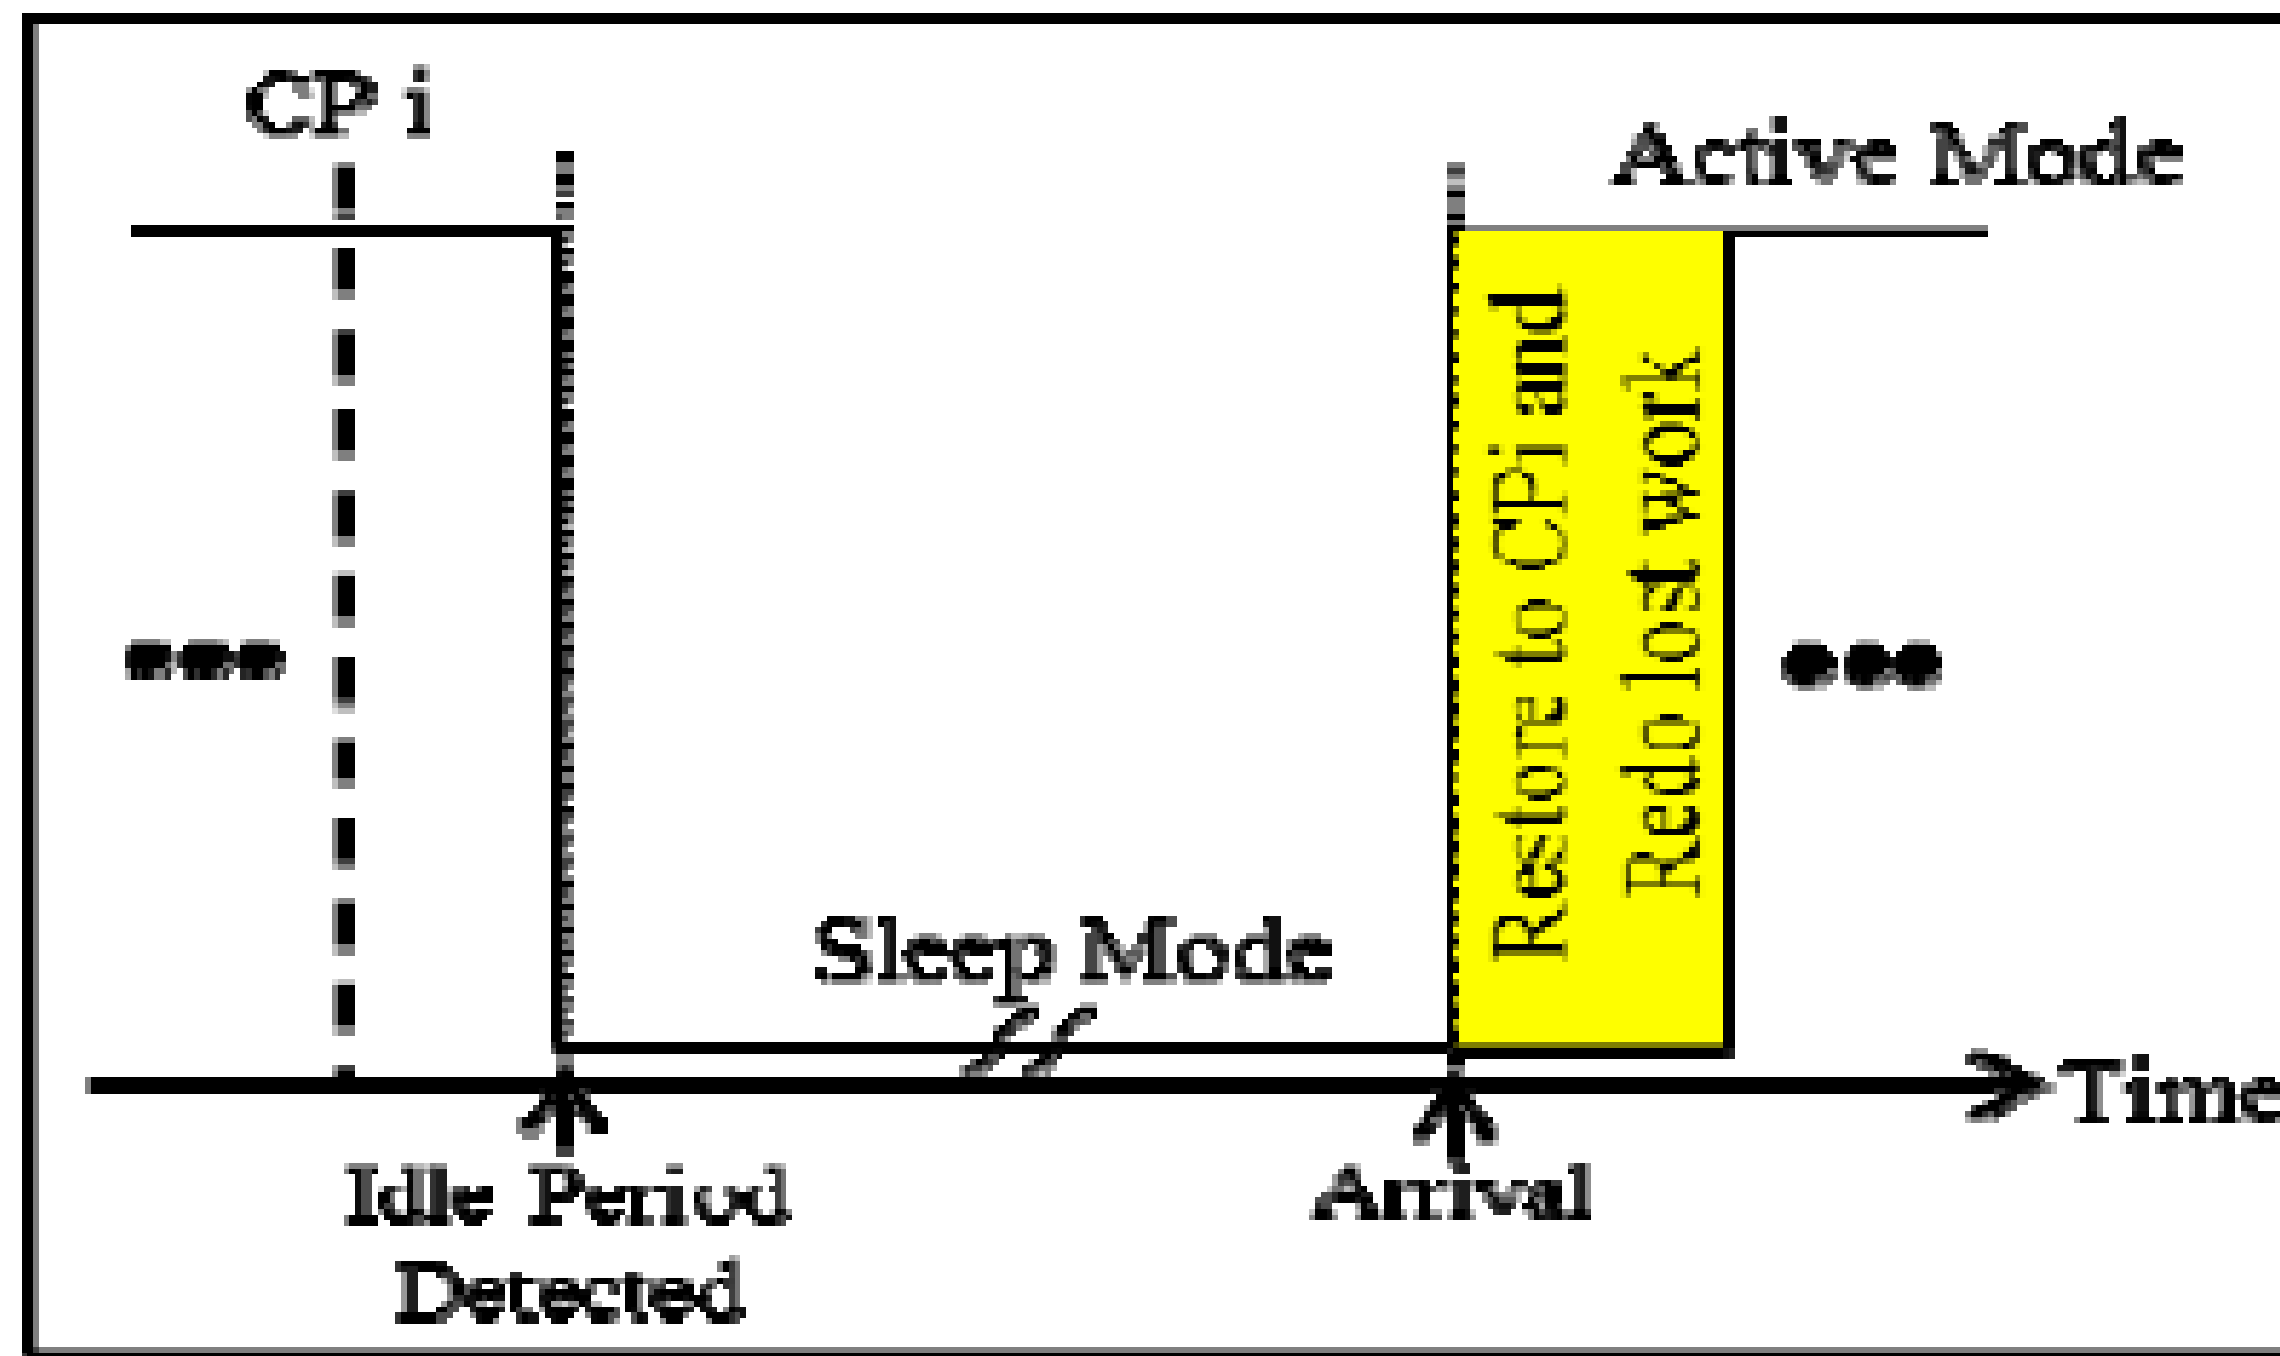 CP i
Active Mode
Restore to CPi and
Redo lost work
Sleep Mode
Time
Idle Period
Detected
Arrival